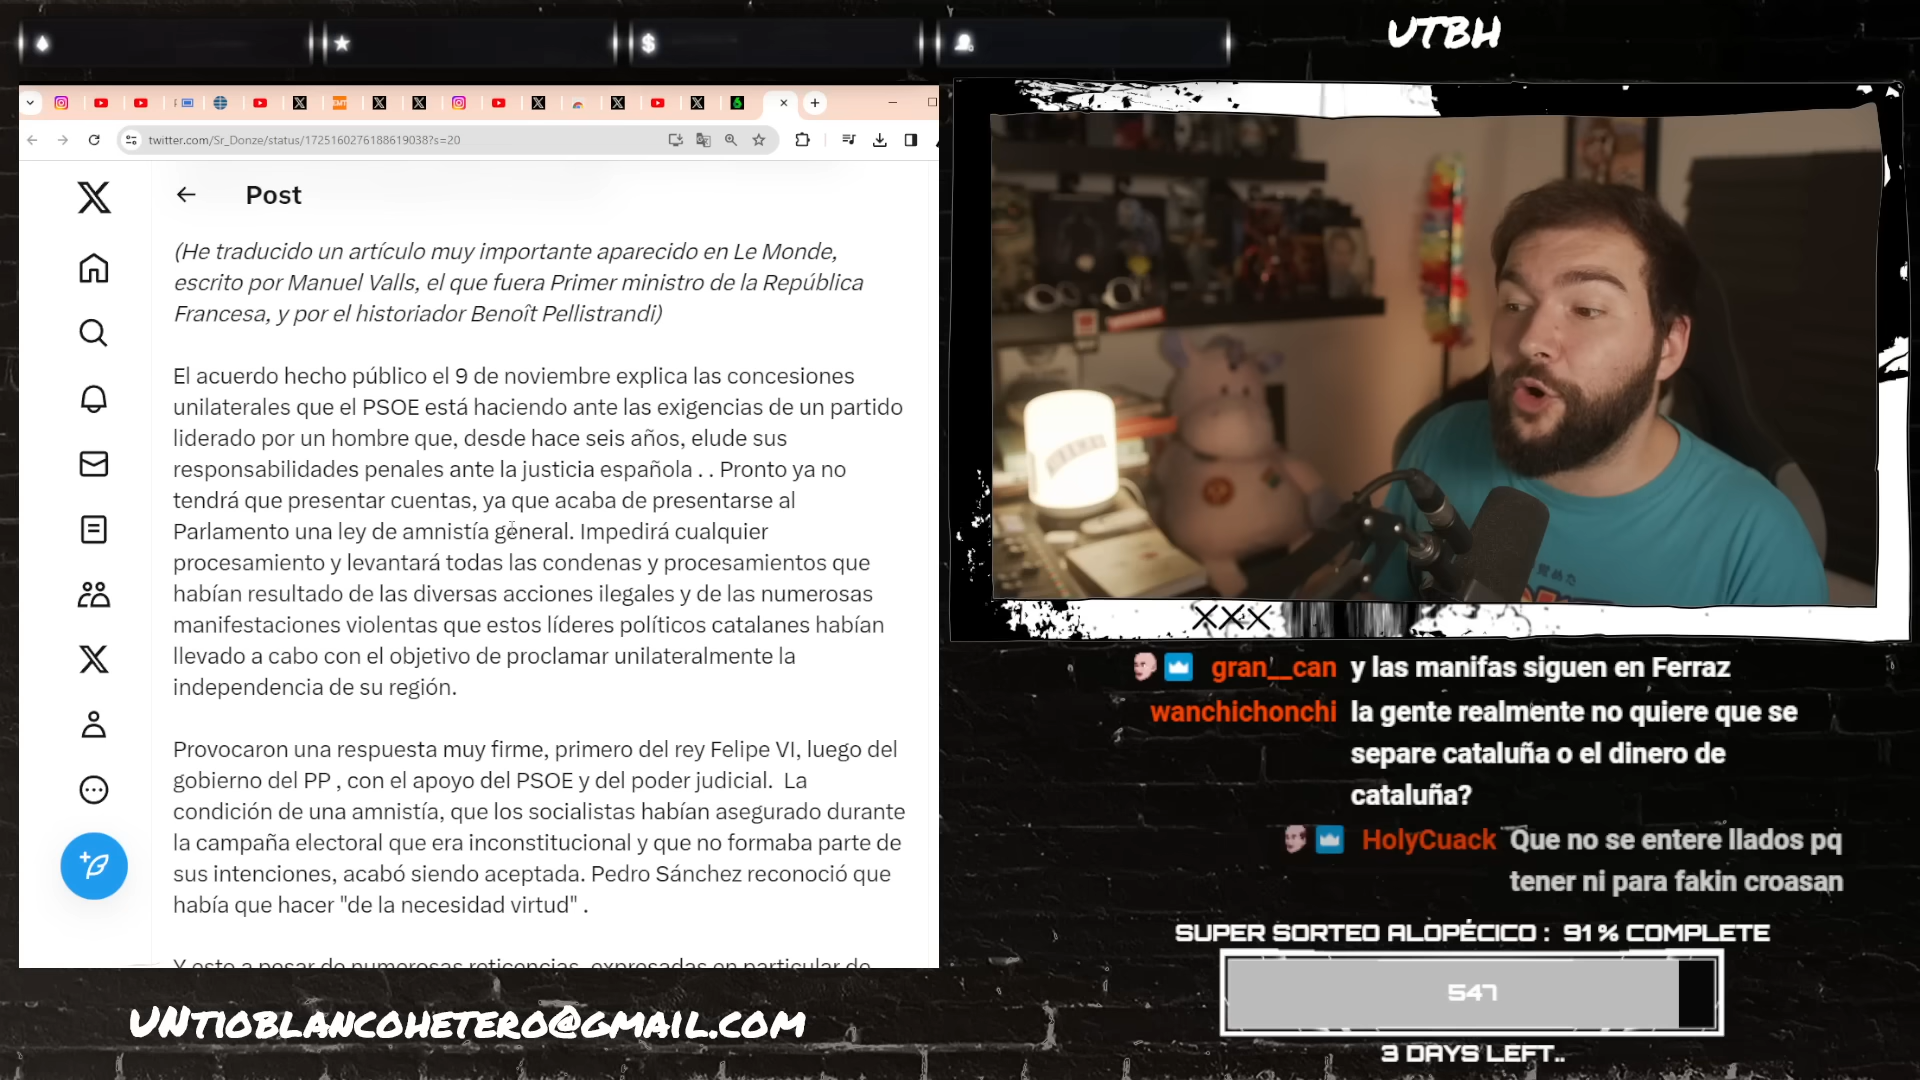 UTBH
twitter.com/Sr_Donze/status/1725160276188619038?s=20
Post
(He traducido un artículo muy importante aparecido en Le Monde,
escrito por Manuel Valls, el que fuera Primer ministro de la República
Francesa, y por el historiador Benoît Pellistrandi)
El acuerdo hecho público el 9 de noviembre explica las concesiones
unilaterales que el PSOE está haciendo ante las exigencias de un partido
liderado por un hombre que, desde hace seis años, elude sus
responsabilidades penales ante la justicia española . . Pronto ya no
tendrá que presentar cuentas, ya que acaba de presentarse al
Parlamento una ley de amnistía general. Impedirá cualquier
procesamiento y levantará todas las condenas y procesamientos que
habían resultado de las diversas acciones ilegales y de las numerosas
manifestaciones violentas que estos líderes políticos catalanes habían
llevado a cabo con el objetivo de proclamar unilateralmente la
independencia de su región.
Provocaron una respuesta muy firme, primero del rey Felipe VI, luego del
gobierno del PP , con el apoyo del PSOE y del poder judicial. La
condición de una amnistía, que los socialistas habían asegurado durante
la campaña electoral que era inconstitucional y que no formaba parte de
sus intenciones, acabó siendo aceptada. Pedro Sánchez reconoció que
había que hacer "de la necesidad virtud" .
Y esto a pesar de numerosas reticencias, expresadas en particular de
XXX
gran__can y las manifas siguen en Ferraz
wanchichonchi la gente realmente no quiere que se
separe cataluña o el dinero de
cataluña?
HolyCuack Que no se entere llados pq
tener ni para fakin croasan
SUPER SORTEO ALOPÉCICO : 91% COMPLETE
547
3 DAYS LEFT..
UNTIOBLANCOHETERO@GMAIL.COM